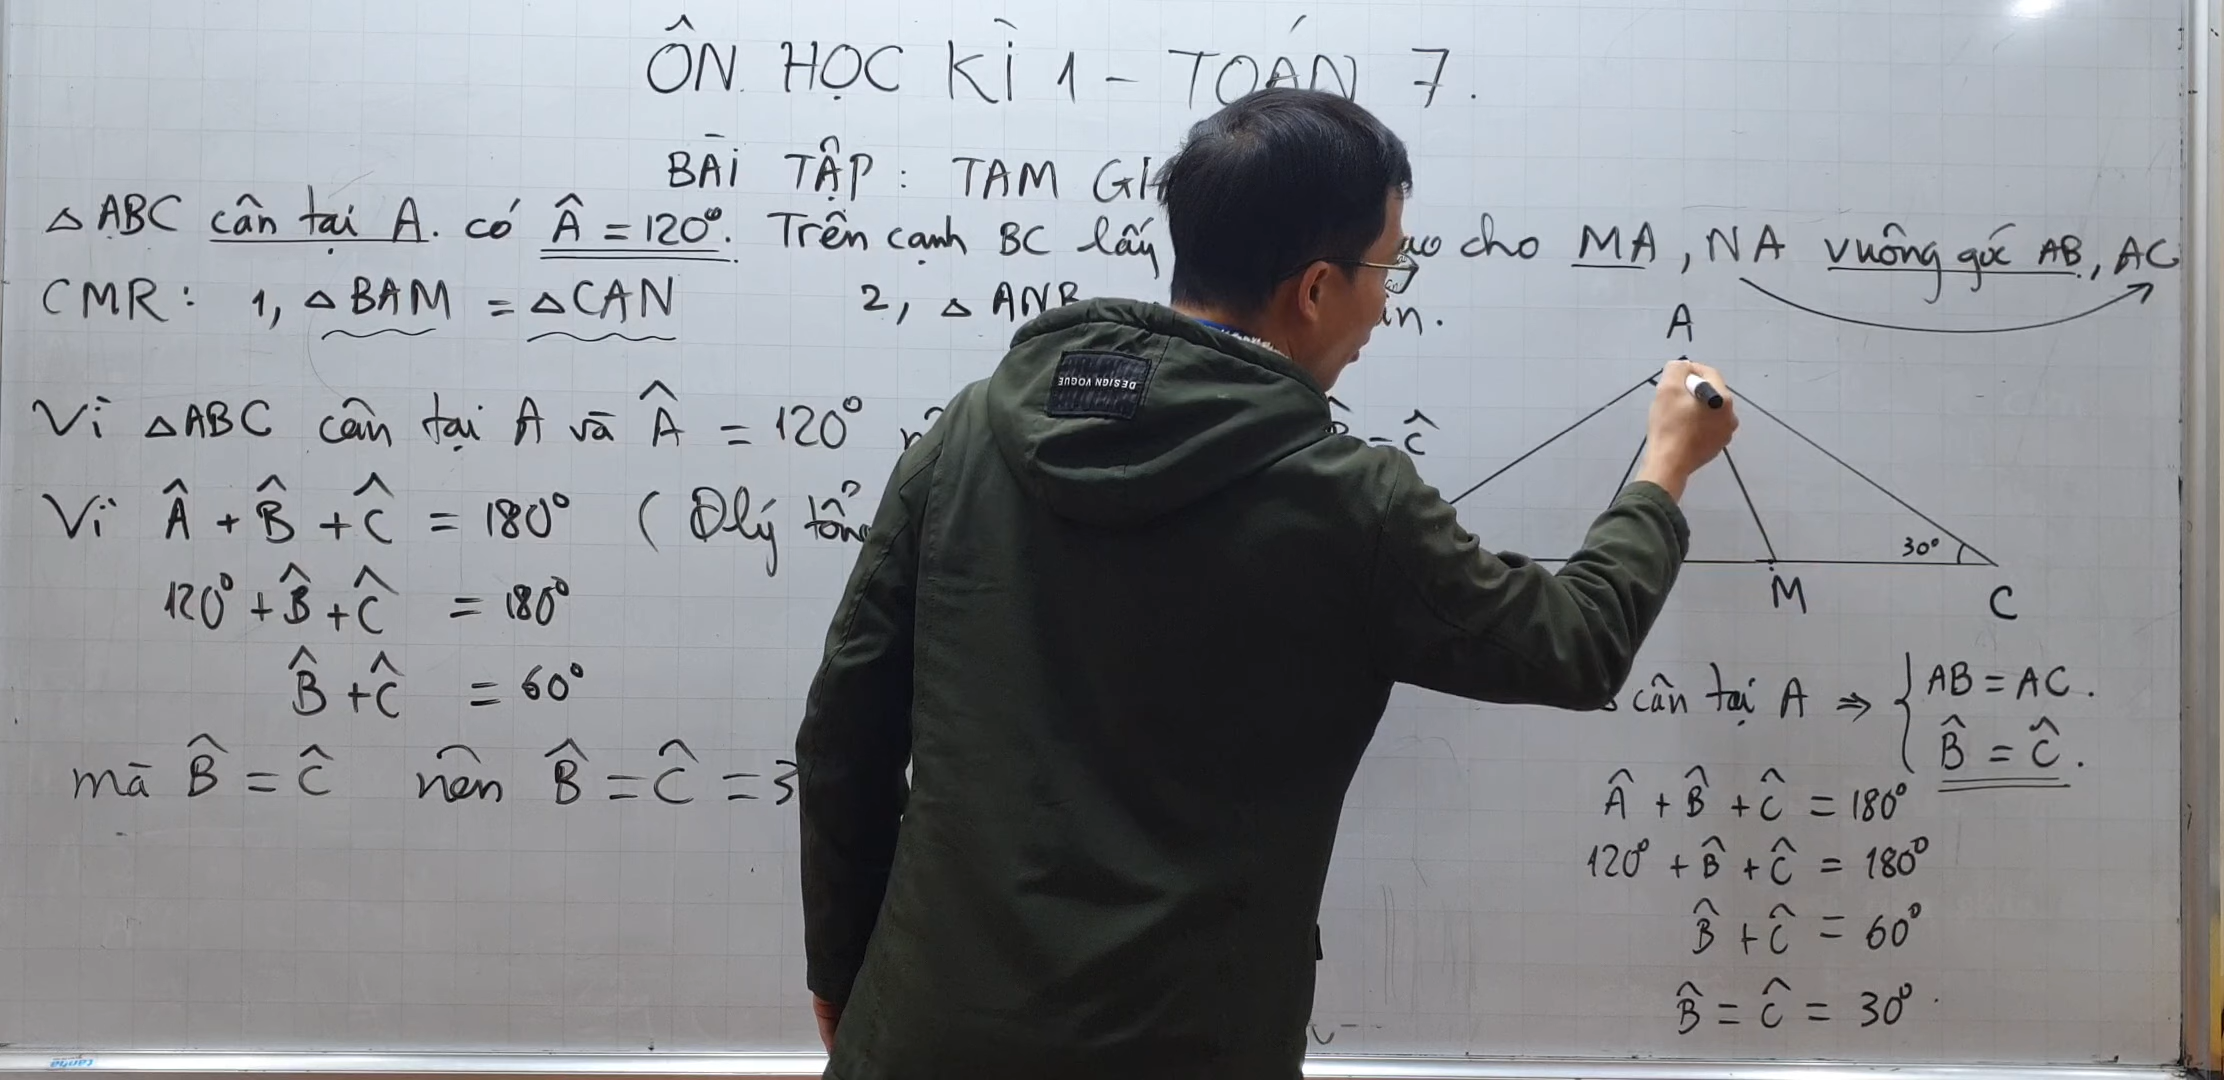 ÔN HỌC KÌ 1 - TOÁN 7.
BÀI TẬP : TAM
△ABC cân tại A. có Â = 120°. Trên cạnh BC lấy cho MA, NA vuông góc AB, AC
CMR : 1, △BAM = △CAN 2, △ANB
Vì △ABC cân tại A và Â = 120° = Ĉ
Vì Â + B̂ + Ĉ = 180° ( Đlý tổng
120° + B̂ + Ĉ = 180°
B̂ + Ĉ = 60°
mà B̂ = Ĉ nên B̂ = Ĉ = 3
A
30°
M
C
cân tại A ⇒ { AB = AC.
B̂ = Ĉ.
Â + B̂ + Ĉ = 180°
120° + B̂ + Ĉ = 180°
B̂ + Ĉ = 60°
B̂ = Ĉ = 30°
DESIGN VOGUE